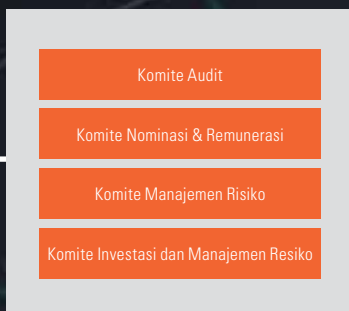 Komite Audit
Komite Nominasi & Remunerasi
Komite Manajemen Risiko
Komite Investasi dan Manajemen Resiko